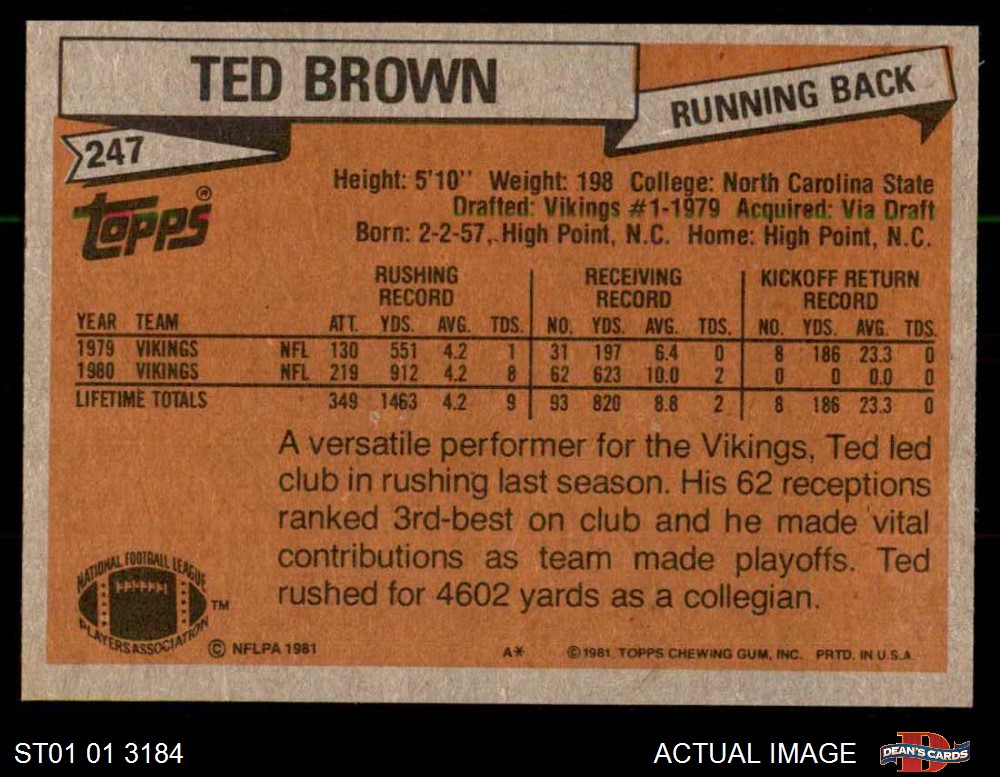 TED BROWN
RUNNING BACK
247
Topps®
Height: 5'10'' Weight: 198 College: North Carolina State
Drafted: Vikings #1-1979 Acquired: Via Draft
Born: 2-2-57, High Point, N.C. Home: High Point, N.C.
RUSHING RECORD RECEIVING RECORD KICKOFF RETURN RECORD
YEAR TEAM ATT. YDS. AVG. TDS. NO. YDS. AVG. TDS. NO. YDS. AVG. TDS.
1979 VIKINGS NFL 130 551 4.2 1 31 197 6.4 0 8 186 23.3 0
1980 VIKINGS NFL 219 912 4.2 8 62 623 10.0 2 0 0 0.0 0
LIFETIME TOTALS 349 1463 4.2 9 93 820 8.8 2 8 186 23.3 0
A versatile performer for the Vikings, Ted led
club in rushing last season. His 62 receptions
ranked 3rd-best on club and he made vital
contributions as team made playoffs. Ted
rushed for 4602 yards as a collegian.
NATIONAL FOOTBALL LEAGUE
PLAYERS ASSOCIATION
TM
© NFLPA 1981 A* © 1981 TOPPS CHEWING GUM, INC. PRTD. IN U.S.A.
ST01 01 3184 ACTUAL IMAGE D DEAN'S CARDS